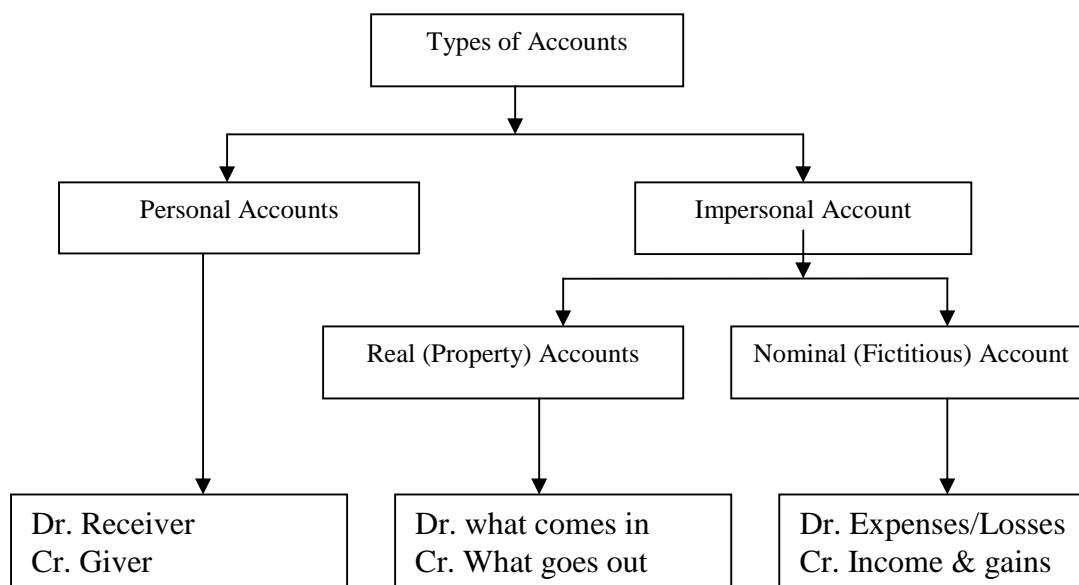 Types of Accounts
Personal Accounts
Impersonal Account
Real (Property) Accounts
Nominal (Fictitious) Account
Dr. Receiver
Cr. Giver
Dr. what comes in
Cr. What goes out
Dr. Expenses/Losses
Cr. Income & gains